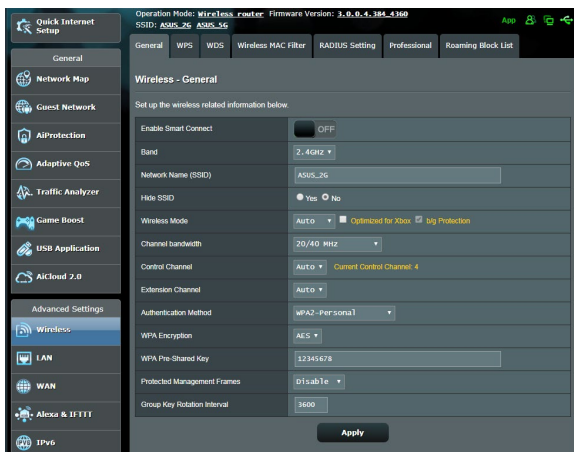 Quick Internet
Setup
General
Network Map
Guest Network
AiProtection
Adaptive QoS
Traffic Analyzer
Game Boost
USB Application
AiCloud 2.0
Advanced Settings
Wireless
LAN
WAN
Alexa & IFTTT
IPv6
Operation Mode: Wireless router Firmware Version: 3.0.0.4.384_4360
SSID: ASUS_2G ASUS_5G
App
General WPS WDS Wireless MAC Filter RADIUS Setting Professional Roaming Block List
Wireless - General
Set up the wireless related information below.
Enable Smart Connect OFF
Band 2.4GHz
Network Name (SSID) ASUS_2G
Hide SSID Yes No
Wireless Mode Auto Optimized for Xbox b/g Protection
Channel bandwidth 20/40 MHz
Control Channel Auto Current Control Channel: 4
Extension Channel Auto
Authentication Method WPA2-Personal
WPA Encryption AES
WPA Pre-Shared Key 12345678
Protected Management Frames Disable
Group Key Rotation Interval 3600
Apply